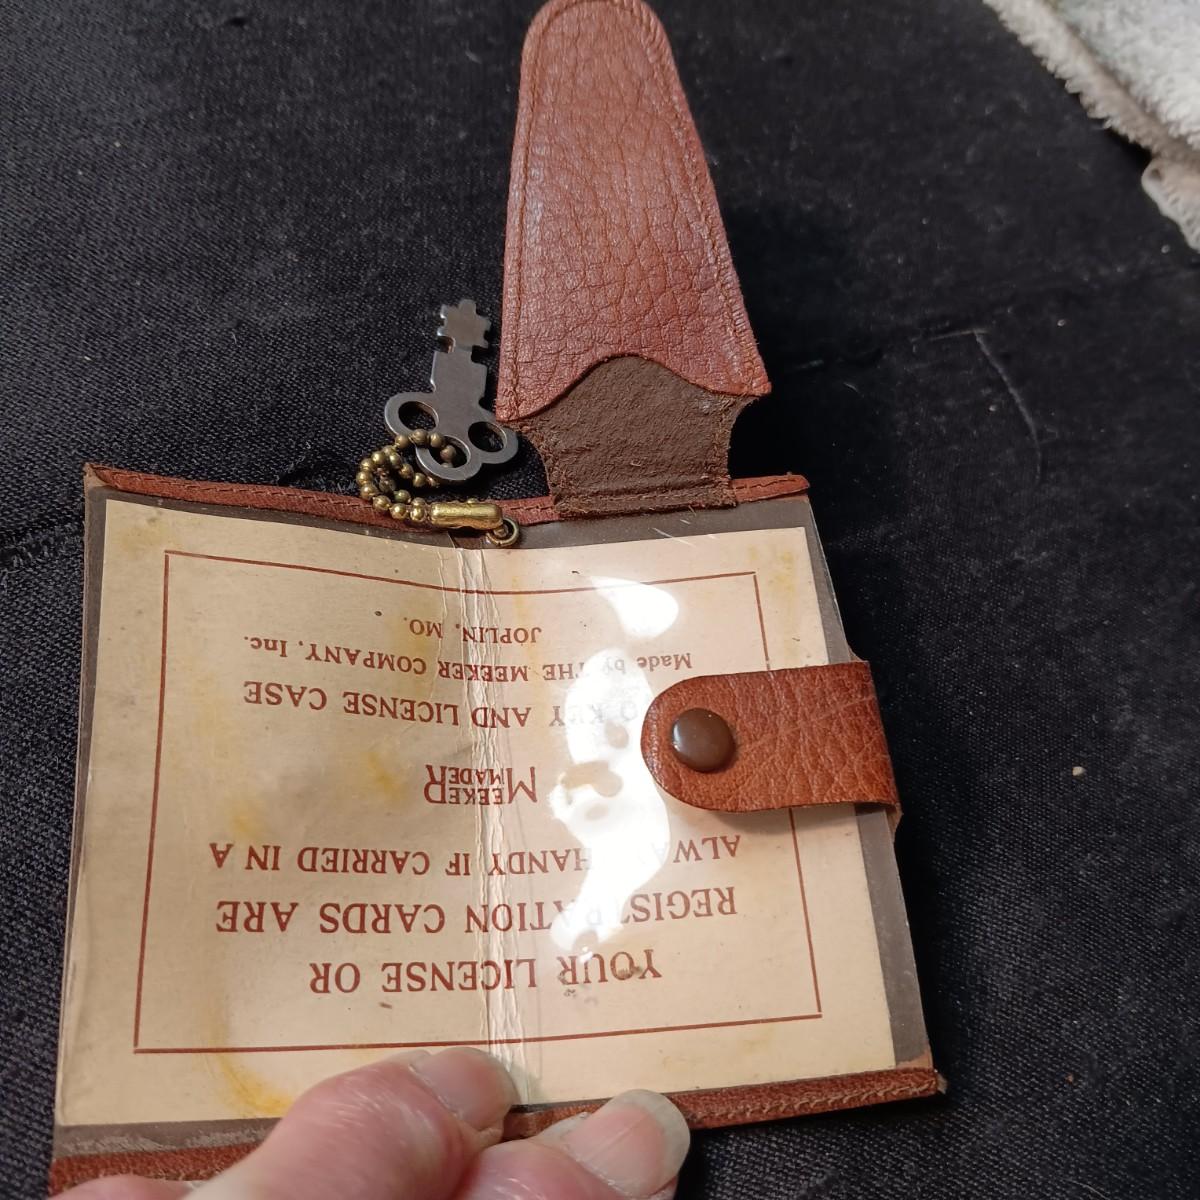 YOUR LICENSE OR
REGISTRATION CARDS ARE
ALWAYS HANDY IF CARRIED IN A
MEEKER MADE
KEY AND LICENSE CASE
Made by THE MEEKER COMPANY, Inc.
JOPLIN, MO.